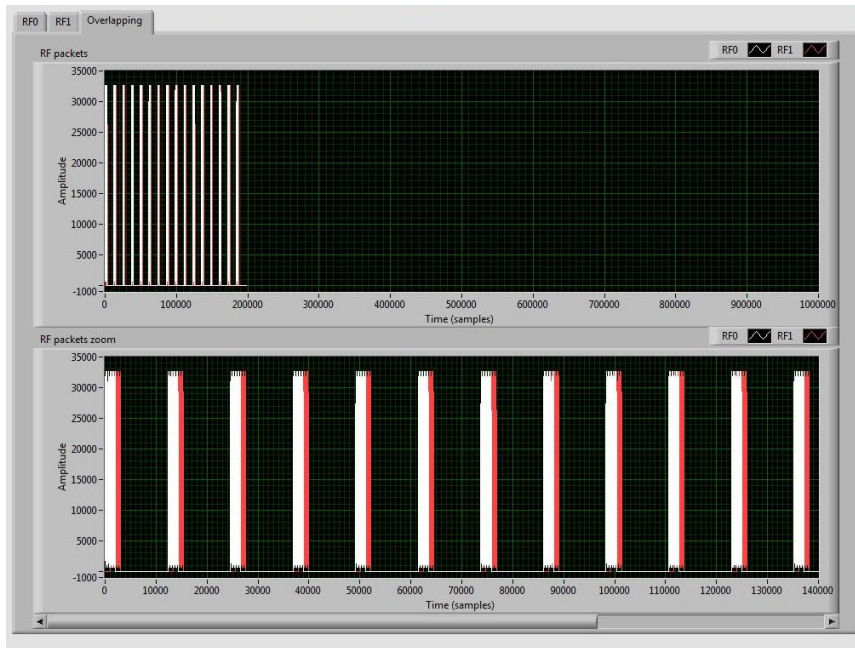 RF0 RF1 Overlapping
RF packets
RF0 RF1
35000
30000
25000
20000
15000
10000
5000
-1000
Amplitude
0 100000 200000 300000 400000 500000 600000 700000 800000 900000 1000000
Time (samples)
RF packets zoom
RF0 RF1
35000
30000
25000
20000
15000
10000
5000
-1000
Amplitude
0 10000 20000 30000 40000 50000 60000 70000 80000 90000 100000 110000 120000 130000 140000
Time (samples)